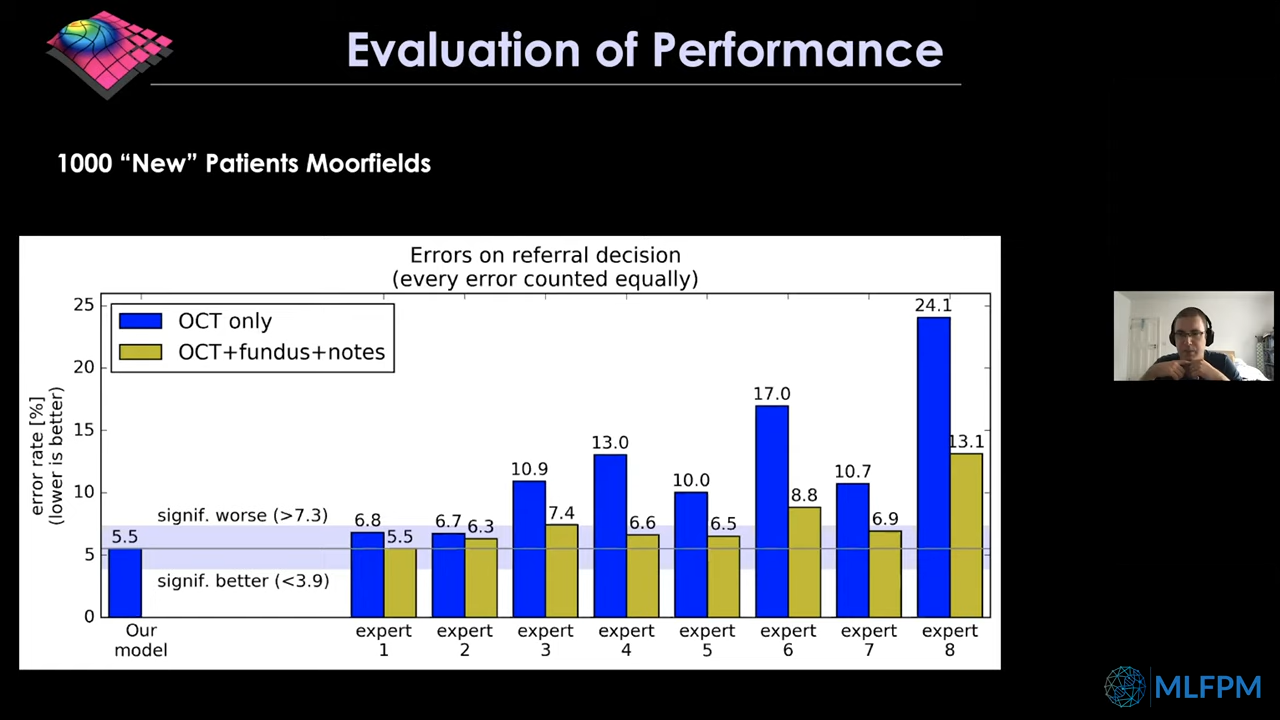 Evaluation of Performance
1000 “New” Patients Moorfields
Errors on referral decision
(every error counted equally)
error rate [%]
(lower is better)
25
20
15
10
5
0
OCT only
OCT+fundus+notes
signif. worse (>7.3)
signif. better (<3.9)
5.5
6.8 5.5
6.7 6.3
10.9 7.4
13.0 6.6
10.0 6.5
17.0 8.8
10.7 6.9
24.1 13.1
Our model
expert 1
expert 2
expert 3
expert 4
expert 5
expert 6
expert 7
expert 8
MLFPM